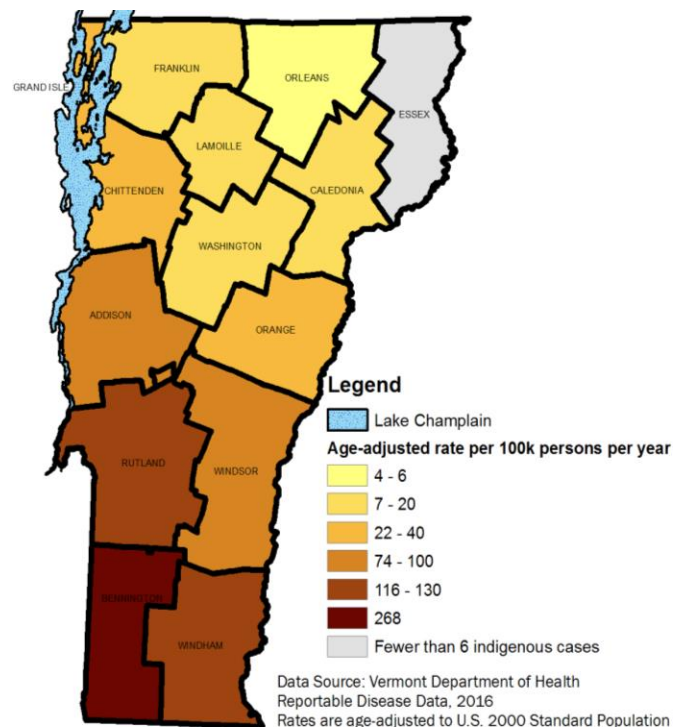 FRANKLIN
ORLEANS
GRAND ISLE
ESSEX
LAMOILLE
CHITTENDEN
CALEDONIA
WASHINGTON
ADDISON
ORANGE
Legend
Lake Champlain
Age-adjusted rate per 100k persons per year
RUTLAND
WINDSOR
4 - 6
7 - 20
22 - 40
74 - 100
116 - 130
268
Fewer than 6 indigenous cases
BENNINGTON
WINDHAM
Data Source: Vermont Department of Health
Reportable Disease Data, 2016
Rates are age-adjusted to U.S. 2000 Standard Population